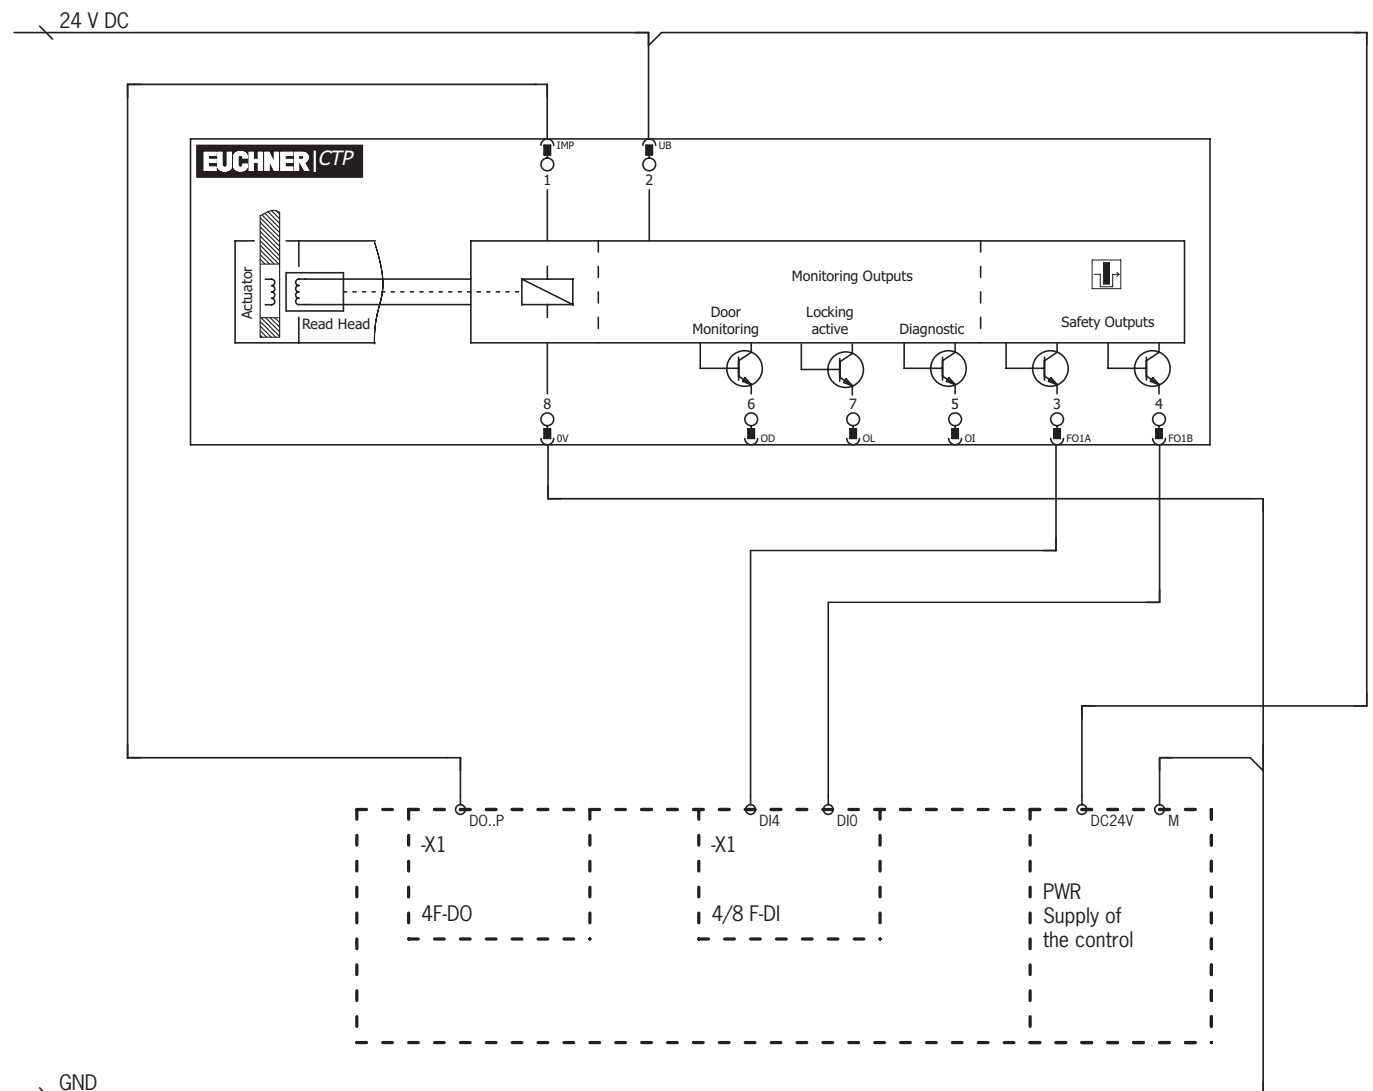 24 V DC
IMP
UB
EUCHNER CTP
1
2
Actuator
Read Head
Monitoring Outputs
Door
Monitoring
Locking
active
Diagnostic
Safety Outputs
8
6
7
5
3
4
0V
OD
OL
OI
FO1A
FO1B
DO..P
DI4
DI0
DC24V
M
-X1
-X1
4F-DO
4/8 F-DI
PWR
Supply of
the control
GND